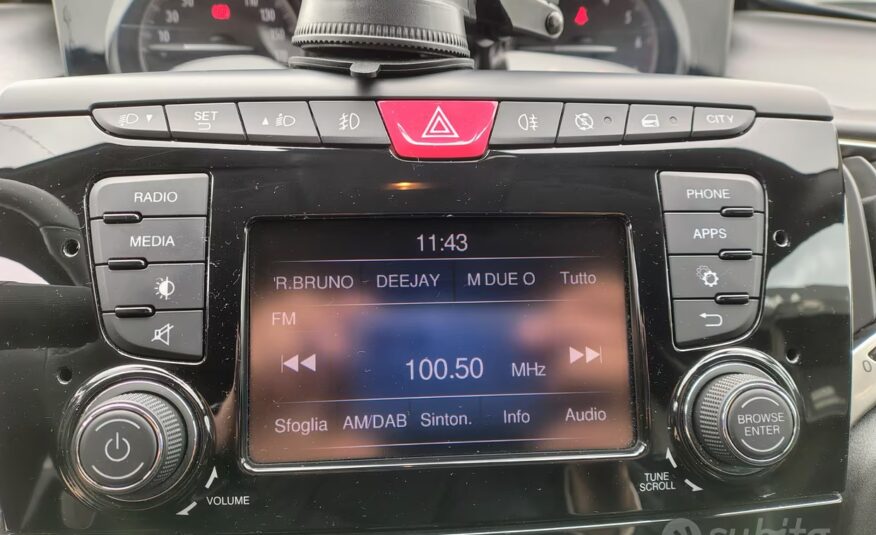 SET
CITY
RADIO
MEDIA
PHONE
APPS
11:43
'R.BRUNO DEEJAY M DUE O Tutto
FM
100.50 MHz
Sfoglia AM/DAB Sinton. Info Audio
VOLUME
BROWSE
ENTER
TUNE
SCROLL
subito